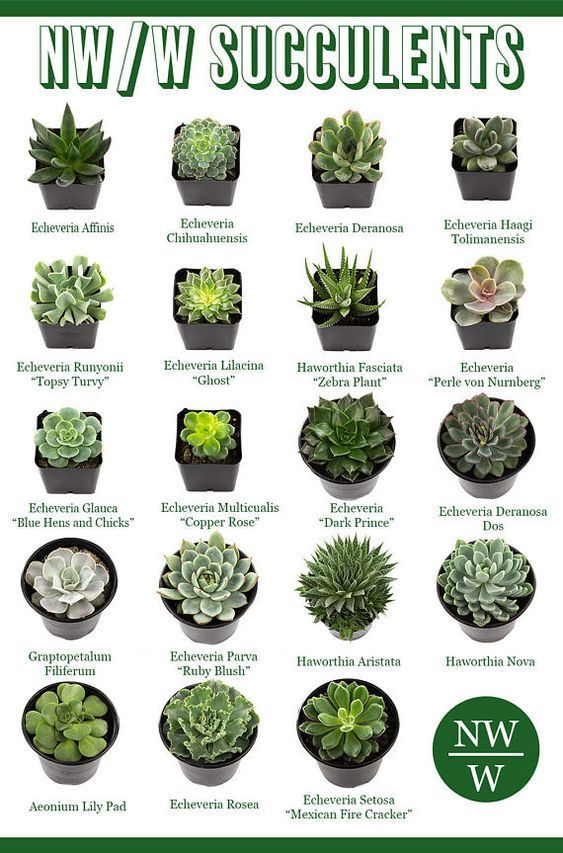 NW/W SUCCULENTS
Echeveria Affinis
Echeveria
Chihuahuensis
Echeveria Deranosa
Echeveria Haagi
Tolimanensis
Echeveria Runyonii
“Topsy Turvy”
Echeveria Lilacina
“Ghost”
Haworthia Fasciata
“Zebra Plant”
Echeveria
“Perle von Nurnberg”
Echeveria Glauca
“Blue Hens and Chicks”
Echeveria Multicualis
“Copper Rose”
Echeveria
“Dark Prince”
Echeveria Deranosa
Dos
Graptopetalum
Filiferum
Echeveria Parva
“Ruby Blush”
Haworthia Aristata
Haworthia Nova
Aeonium Lily Pad
Echeveria Rosea
Echeveria Setosa
“Mexican Fire Cracker”
NW
W